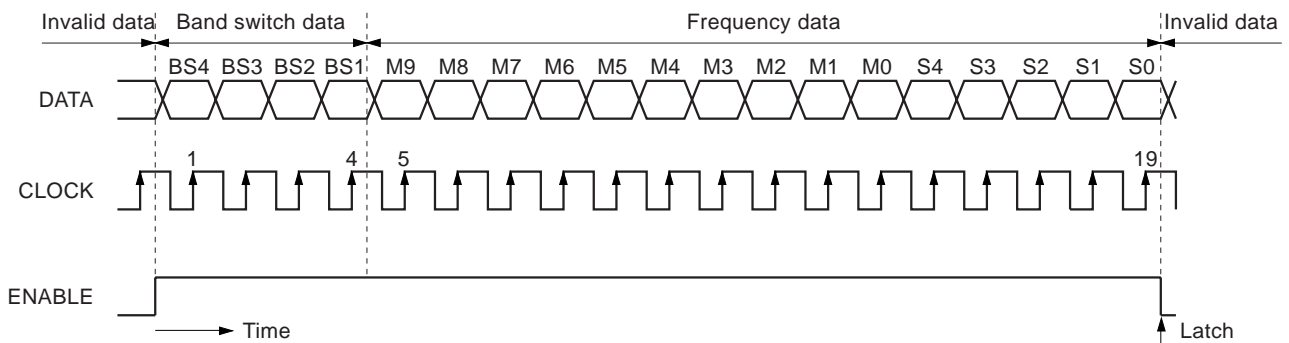 Invalid data Band switch data Frequency data Invalid data
BS4 BS3 BS2 BS1 M9 M8 M7 M6 M5 M4 M3 M2 M1 M0 S4 S3 S2 S1 S0
DATA
1 4 5 19
CLOCK
ENABLE
Time Latch